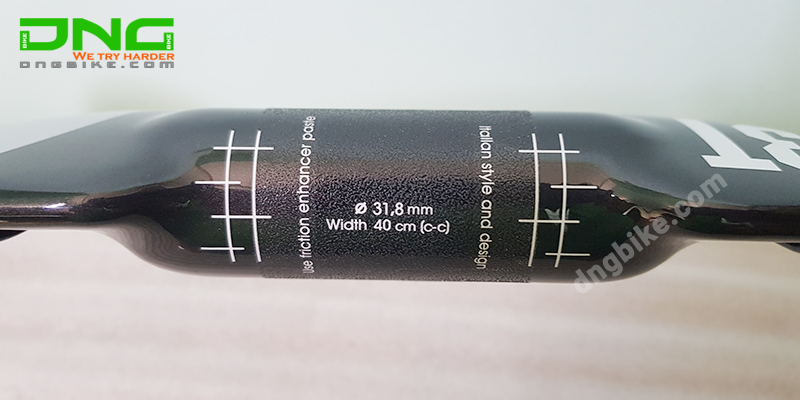 DNG
BIKE
BIKE
WE TRY HARDER
DNGBIKE.COM
Use friction enhancer paste
Ø 31,8 mm
Width 40 cm (c-c)
Italian style and design
dngbike.com